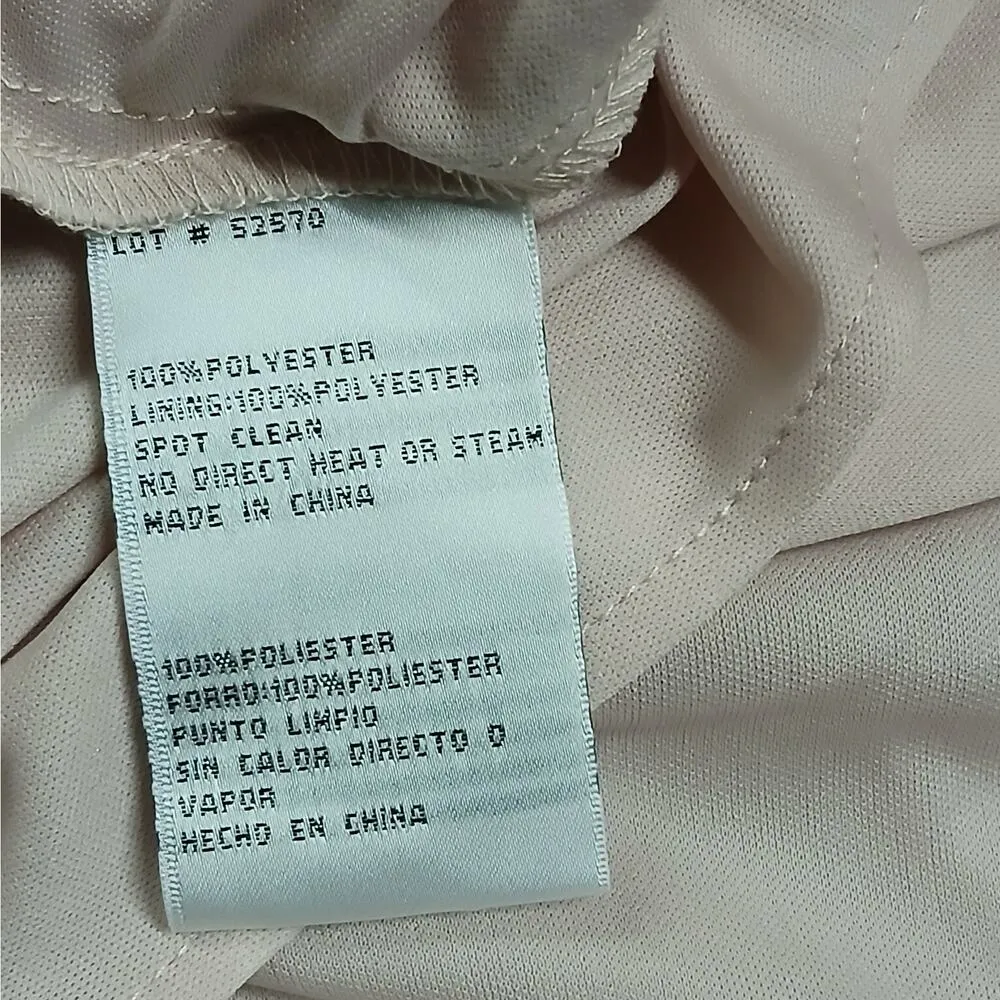 LOT # 52570
100%POLYESTER
LINING:100%POLYESTER
SPOT CLEAN
NO DIRECT HEAT OR STEAM
MADE IN CHINA
100%POLIESTER
FORRO:100%POLIESTER
PUNTO LIMPIO
SIN CALOR DIRECTO O
VAPOR
HECHO EN CHINA